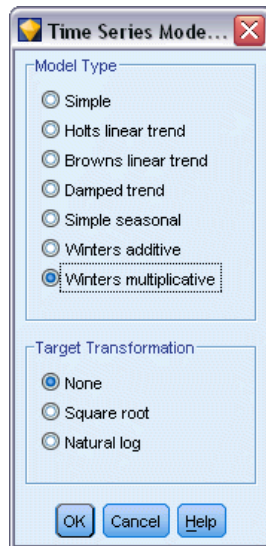 Time Series Mode...
Model Type
Simple
Holts linear trend
Browns linear trend
Damped trend
Simple seasonal
Winters additive
Winters multiplicative
Target Transformation
None
Square root
Natural log
OK Cancel Help